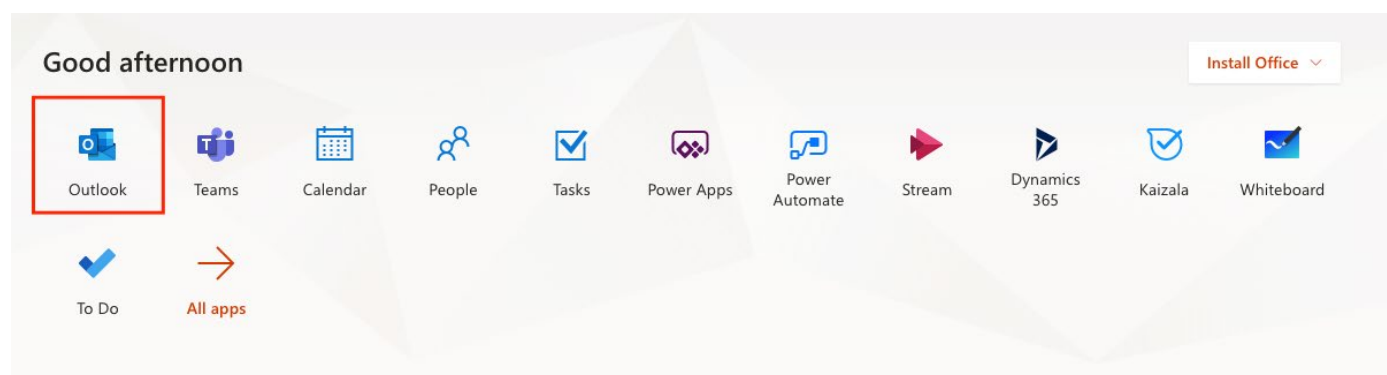 Good afternoon
Install Office
Outlook
Teams
Calendar
People
Tasks
Power Apps
Power
Automate
Stream
Dynamics
365
Kaizala
Whiteboard
To Do
All apps